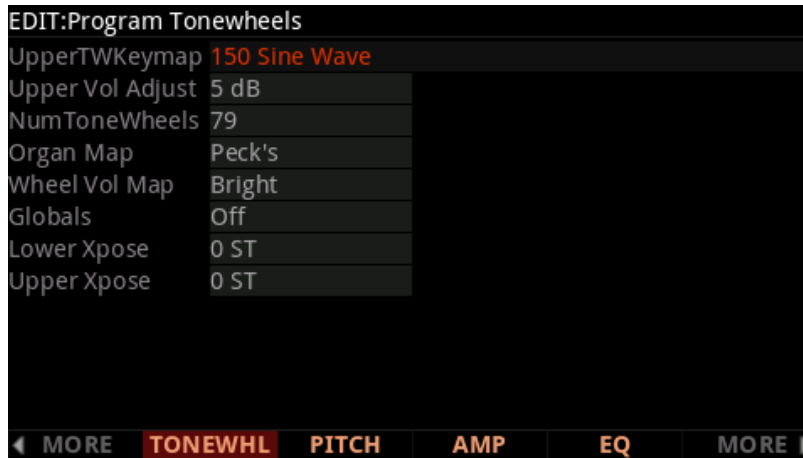 EDIT:Program Tonewheels
UpperTWKeymap 150 Sine Wave
Upper Vol Adjust 5 dB
NumToneWheels 79
Organ Map Peck's
Wheel Vol Map Bright
Globals Off
Lower Xpose 0 ST
Upper Xpose 0 ST
MORE TONEWHL PITCH AMP EQ MORE